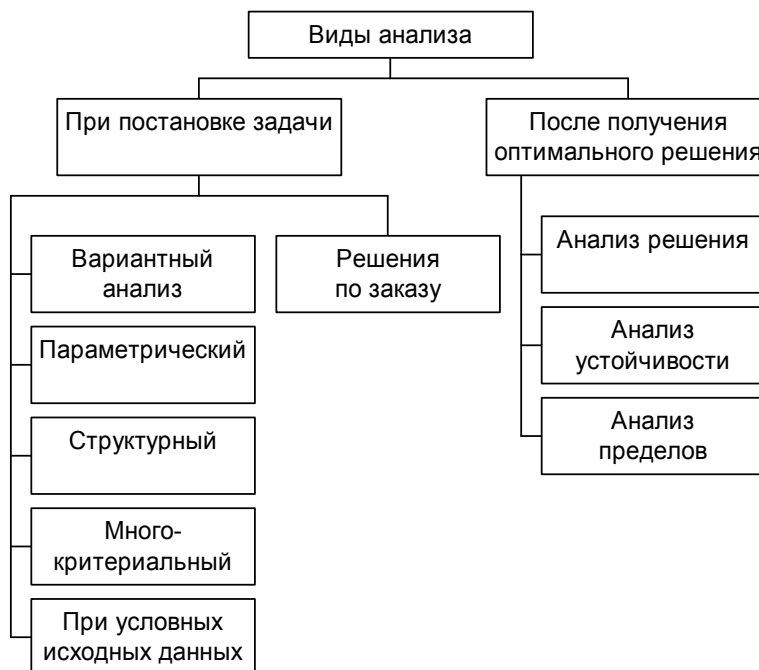 Виды анализа
При постановке задачи
После получения
оптимального решения
Вариантный
анализ
Решения
по заказу
Параметрический
Структурный
Много-
критериальный
При условных
исходных данных
Анализ решения
Анализ
устойчивости
Анализ
пределов